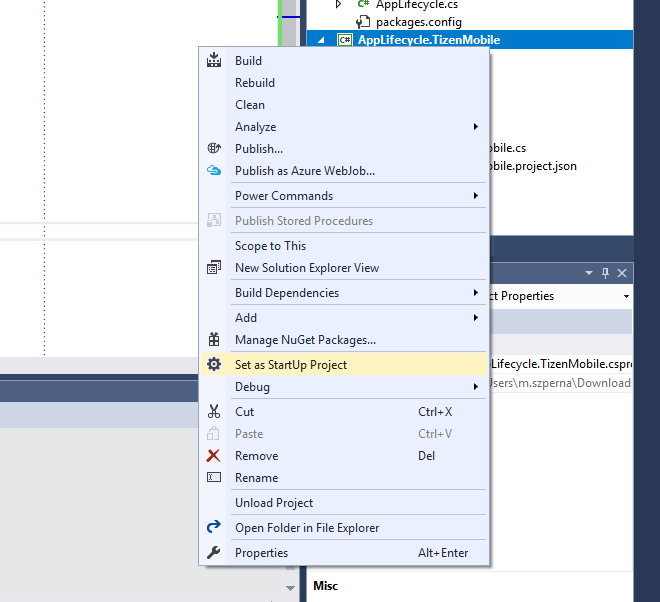 AppLifecycle.cs
packages.config
AppLifecycle.TizenMobile
Build
Rebuild
Clean
Analyze
obile.cs
Publish...
obile.project.json
Publish as Azure WebJob...
Power Commands
Publish Stored Procedures
Scope to This
New Solution Explorer View
Build Dependencies
ct Properties
Add
Manage NuGet Packages...
Set as StartUp Project
Lifecycle.TizenMobile.cspro
Debug
sers\m.szperna\Download
Cut Ctrl+X
Paste Ctrl+V
Remove Del
Rename
Unload Project
Open Folder in File Explorer
Properties Alt+Enter
Misc